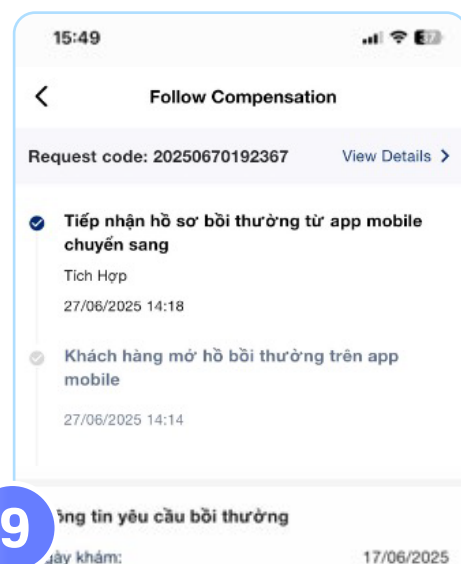 15:49
Follow Compensation
Request code: 20250670192367 View Details
Tiếp nhận hồ sơ bồi thường từ app mobile
chuyển sang
Tích Hợp
27/06/2025 14:18
Khách hàng mở hồ bồi thường trên app
mobile
27/06/2025 14:14
9
tin yêu cầu bồi thường
khám: 17/06/2025